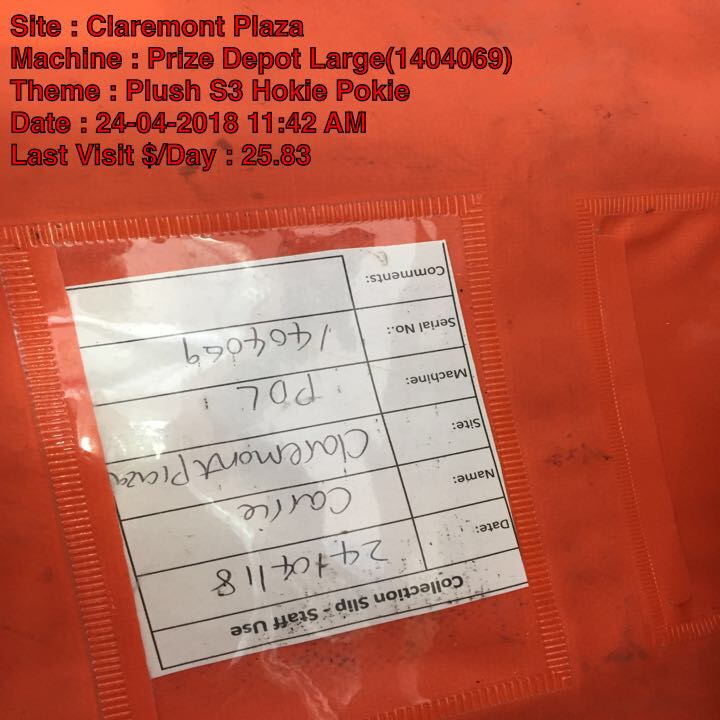 Site : Claremont Plaza
Machine : Prize Depot Large(1404069)
Theme : Plush S3 Hokie Pokie
Date : 24-04-2018 11:42 AM
Last Visit $/Day : 25.83
Collection Slip - Staff Use
Date: 24/04/18
Name: Carrie
Site: Claremont Plaza
Machine: PDL
Serial No.: 1404069
Comments: